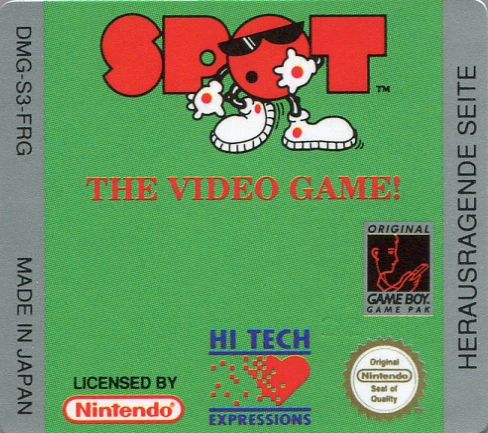 DMG-S3-FRG
MADE IN JAPAN
SPOT
™
THE VIDEO GAME!
ORIGINAL
GAME BOY
GAME PAK
HI TECH
EXPRESSIONS
LICENSED BY
Nintendo®
Original
Nintendo
Seal of
Quality
HERAUSRAGENDE SEITE